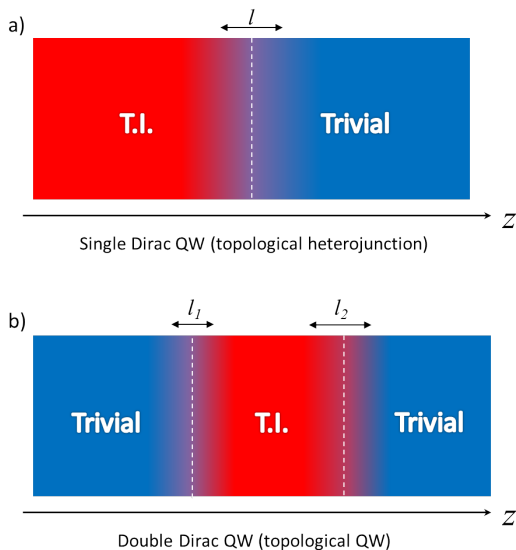 a)
l
T.I.
Trivial
z
Single Dirac QW (topological heterojunction)
b)
l₁
l₂
Trivial
T.I.
Trivial
z
Double Dirac QW (topological QW)